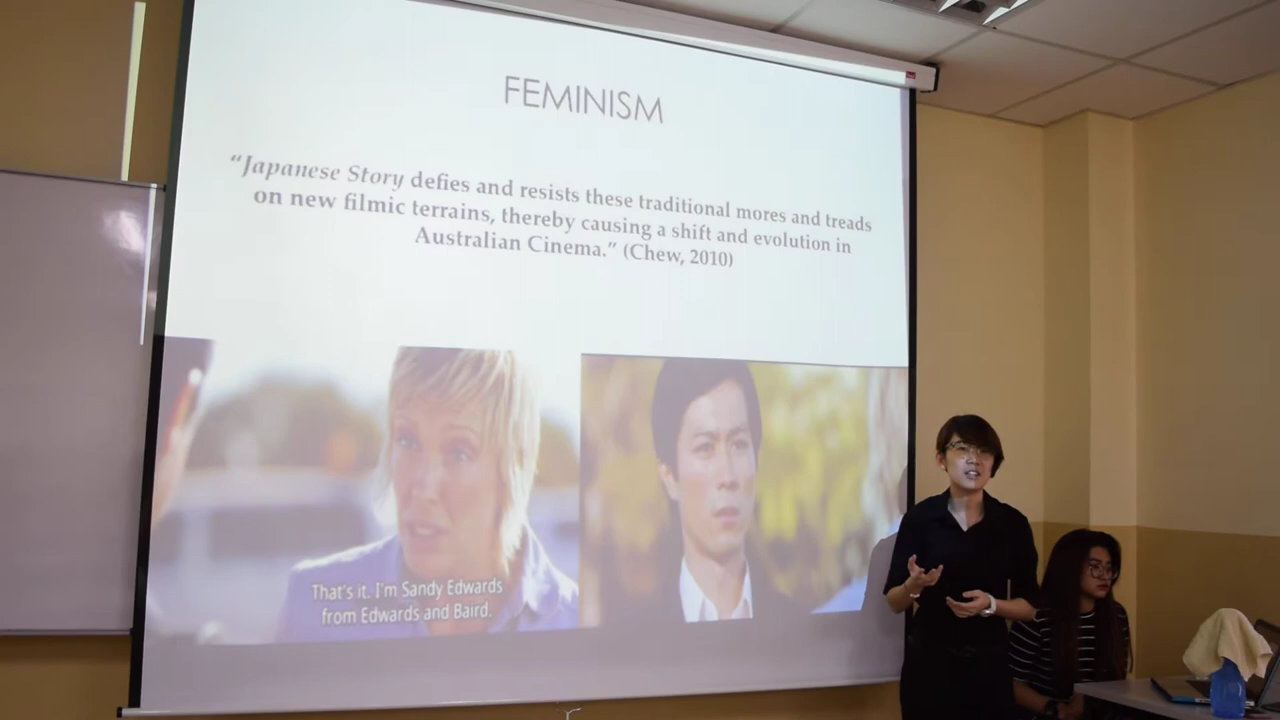 FEMINISM
“Japanese Story defies and resists these traditional mores and treads
on new filmic terrains, thereby causing a shift and evolution in
Australian Cinema.” (Chew, 2010)
That's it. I'm Sandy Edwards
from Edwards and Baird.